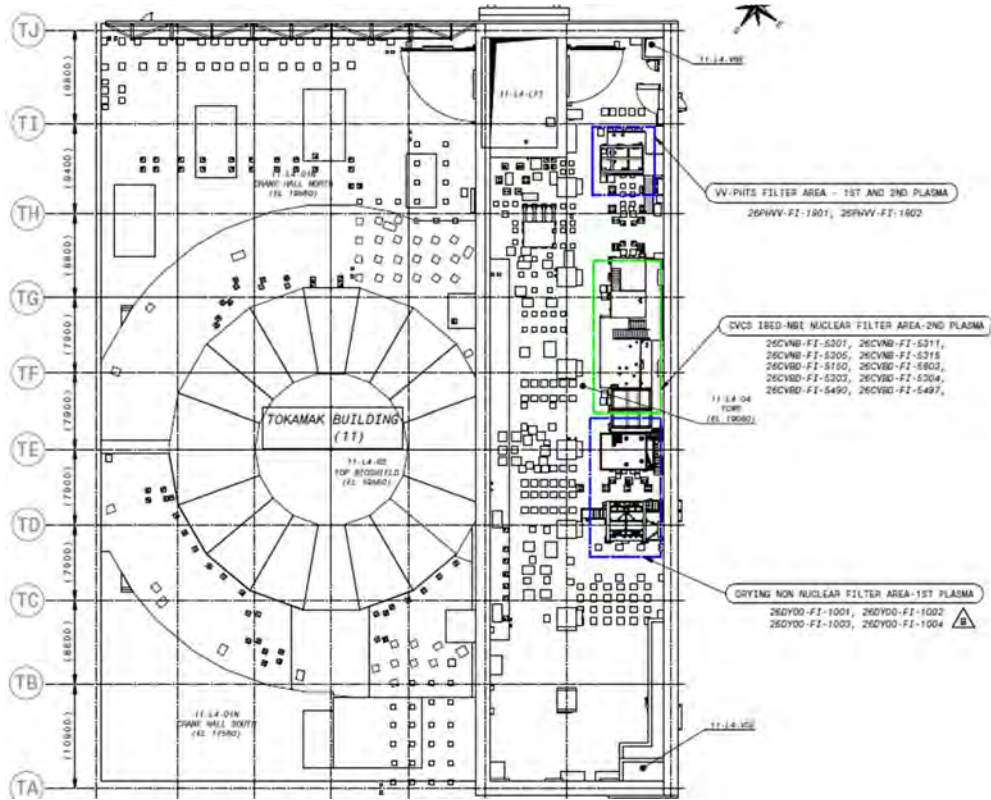 TJ
(9800)
TI
(9400)
TH
(8800)
TG
(7900)
TF
(7900)
TE
(7900)
TD
(7900)
TC
(8600)
TB
(10900)
TA
11-L4-LFT
CRANE HALL NORTH
TOKAMAK BUILDING
(11)
TOP BIOSHIELD
11-L4-01N
CRANE HALL SOUTH
VV-PHTS FILTER AREA - 1ST AND 2ND PLASMA
26PHVV-FI-1901, 26PHVV-FI-1902
CVCS IBED-NBI NUCLEAR FILTER AREA-2ND PLASMA
26CVNB-FI-5301, 26CVNB-FI-5311,
26CVNB-FI-5305, 26CVNB-FI-5315
26CVBD-FI-5150, 26CVBD-FI-5803,
26CVBD-FI-5303, 26CVBD-FI-5304,
26CVBD-FI-5490, 26CVBD-FI-5497,
11-L4-04
DRYING NON NUCLEAR FILTER AREA-1ST PLASMA
26DY00-FI-1001, 26DY00-FI-1002
26DY00-FI-1003, 26DY00-FI-1004